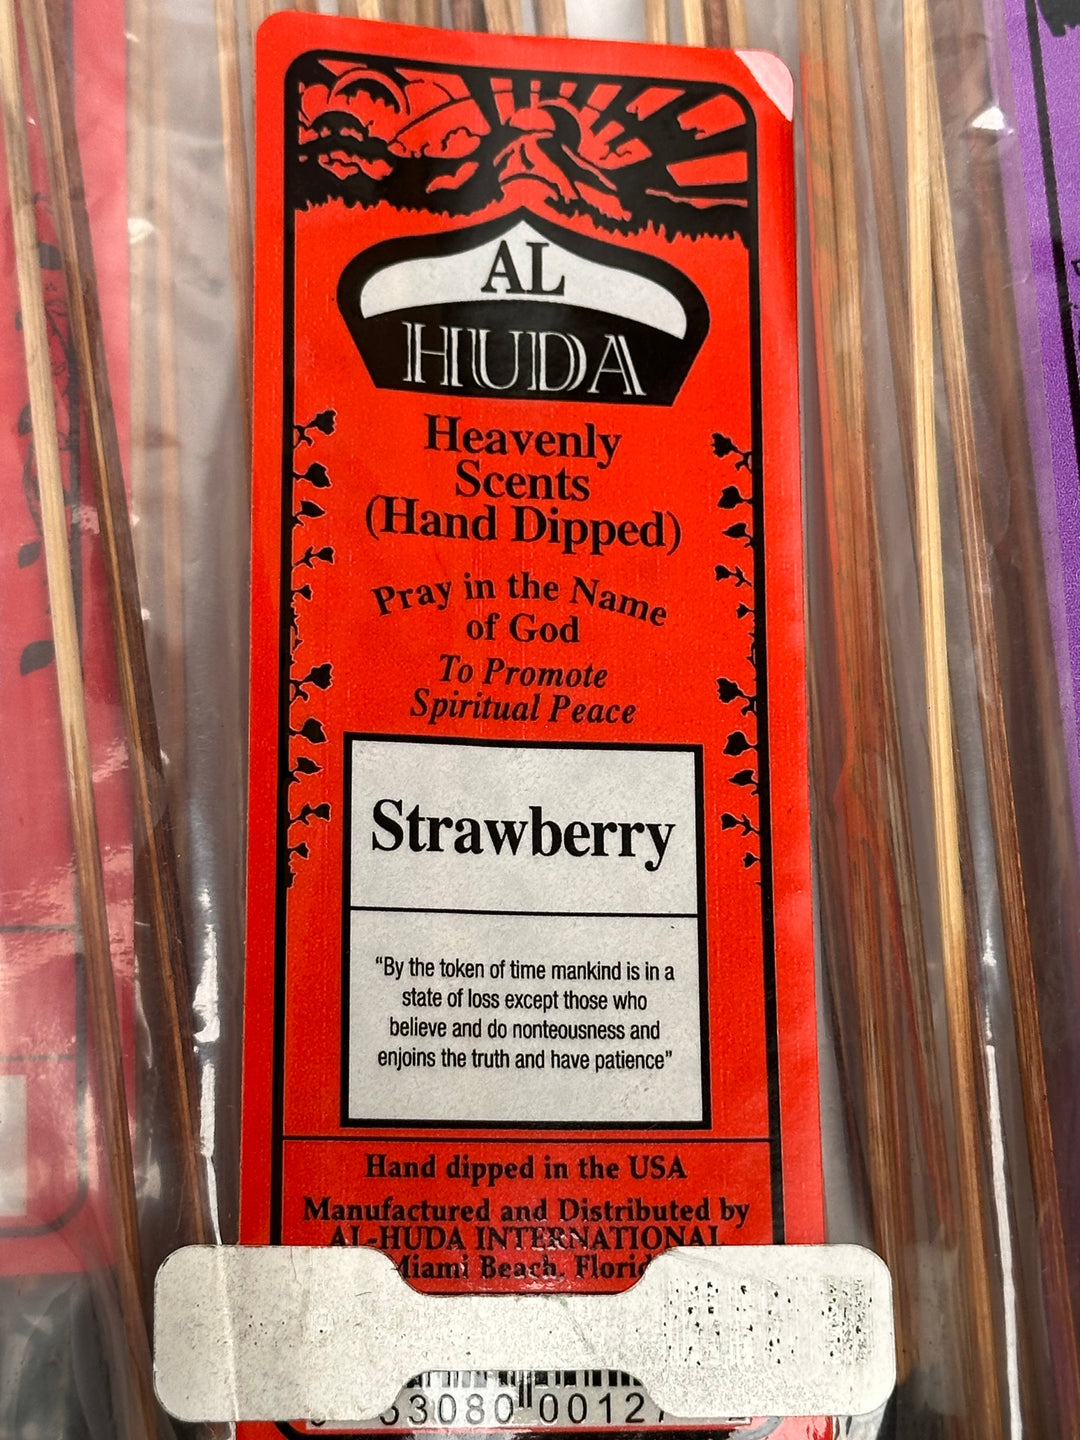 AL
HUDA
Heavenly
Scents
(Hand Dipped)
Pray in the Name
of God
To Promote
Spiritual Peace
Strawberry
“By the token of time mankind is in a
state of loss except those who
believe and do nonteousness and
enjoins the truth and have patience”
Hand dipped in the USA
Manufactured and Distributed by
AL-HUDA INTERNATIONAL
Miami Beach, Florid
53080 00127